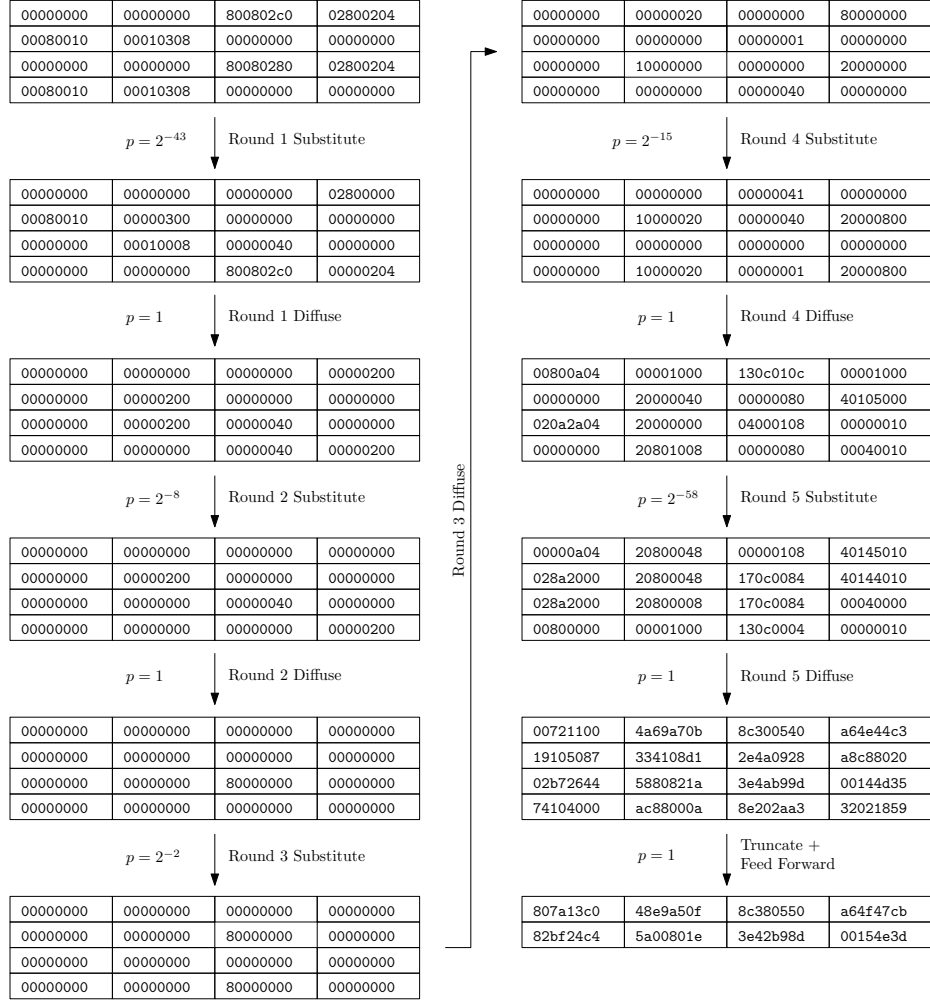 00000000 00000000 800802c0 02800204
00080010 00010308 00000000 00000000
00000000 00000000 80080280 02800204
00080010 00010308 00000000 00000000
p = 2^{−43} Round 1 Substitute
00000000 00000000 00000000 02800000
00080010 00000300 00000000 00000000
00000000 00010008 00000040 00000000
00000000 00000000 800802c0 00000204
p = 1 Round 1 Diffuse
00000000 00000000 00000000 00000200
00000000 00000200 00000000 00000000
00000000 00000200 00000040 00000000
00000000 00000000 00000040 00000200
p = 2^{−8} Round 2 Substitute
00000000 00000000 00000000 00000000
00000000 00000200 00000000 00000000
00000000 00000000 00000040 00000000
00000000 00000000 00000000 00000200
p = 1 Round 2 Diffuse
00000000 00000000 00000000 00000000
00000000 00000000 00000000 00000000
00000000 00000000 80000000 00000000
00000000 00000000 00000000 00000000
p = 2^{−2} Round 3 Substitute
00000000 00000000 00000000 00000000
00000000 00000000 80000000 00000000
00000000 00000000 00000000 00000000
00000000 00000000 80000000 00000000
Round 3 Diffuse
00000000 00000020 00000000 80000000
00000000 00000000 00000001 00000000
00000000 10000000 00000000 20000000
00000000 00000000 00000040 00000000
p = 2^{−15} Round 4 Substitute
00000000 00000000 00000041 00000000
00000000 10000020 00000040 20000800
00000000 00000000 00000000 00000000
00000000 10000020 00000001 20000800
p = 1 Round 4 Diffuse
00800a04 00001000 130c010c 00001000
00000000 20000040 00000080 40105000
020a2a04 20000000 04000108 00000010
00000000 20801008 00000080 00040010
p = 2^{−58} Round 5 Substitute
00000a04 20800048 00000108 40145010
028a2000 20800048 170c0084 40144010
028a2000 20800008 170c0084 00040000
00800000 00001000 130c0004 00000010
p = 1 Round 5 Diffuse
00721100 4a69a70b 8c300540 a64e44c3
19105087 334108d1 2e4a0928 a8c88020
02b72644 5880821a 3e4ab99d 00144d35
74104000 ac88000a 8e202aa3 32021859
p = 1 Truncate +
Feed Forward
807a13c0 48e9a50f 8c380550 a64f47cb
82bf24c4 5a00801e 3e42b98d 00154e3d